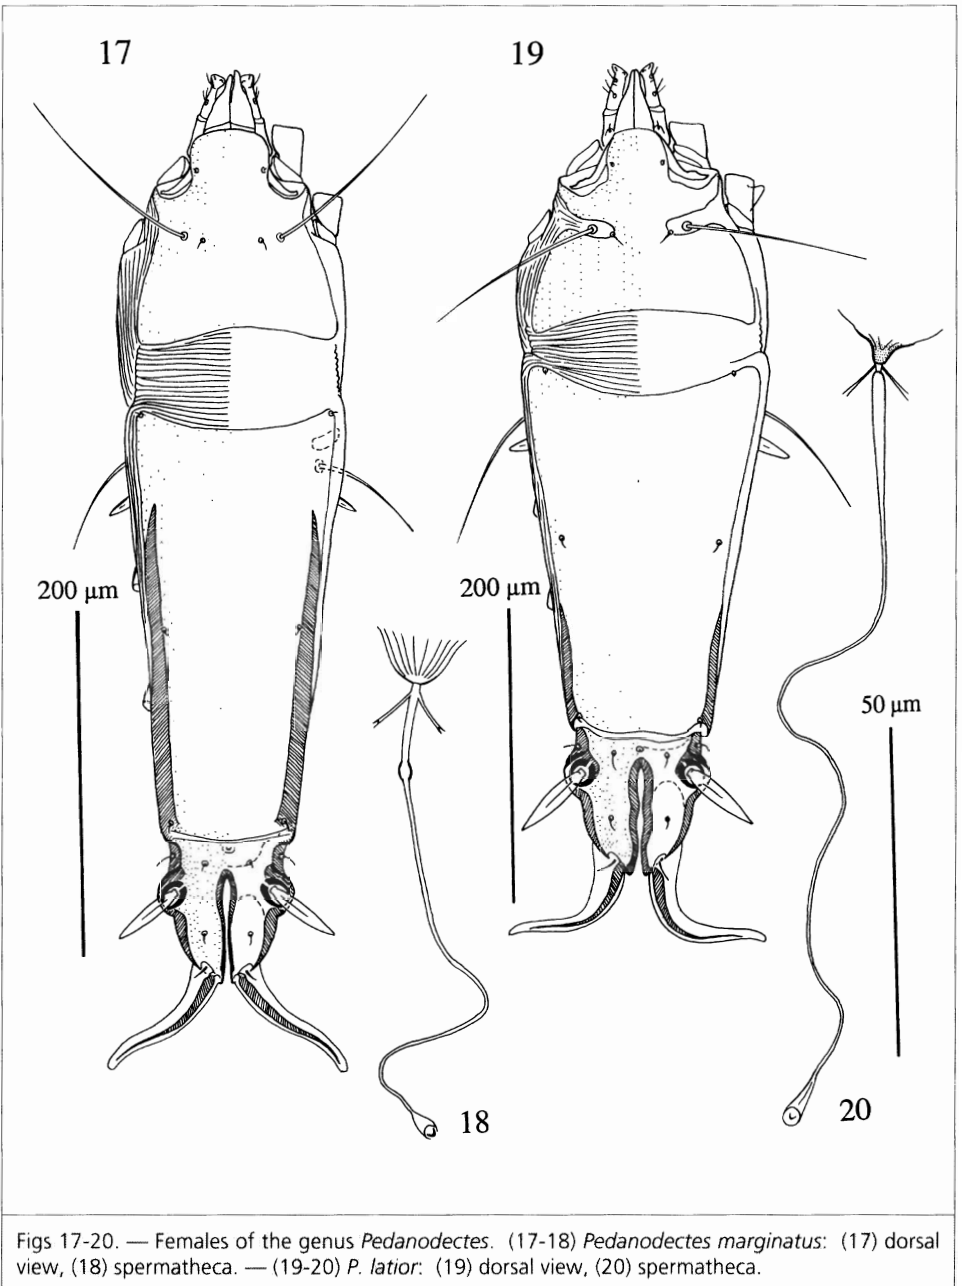 17
19
200 µm
200 µm
50 µm
18
20
Figs 17-20. — Females of the genus Pedanodectes. (17-18) Pedanodectes marginatus: (17) dorsal
view, (18) spermatheca. — (19-20) P. latior: (19) dorsal view, (20) spermatheca.